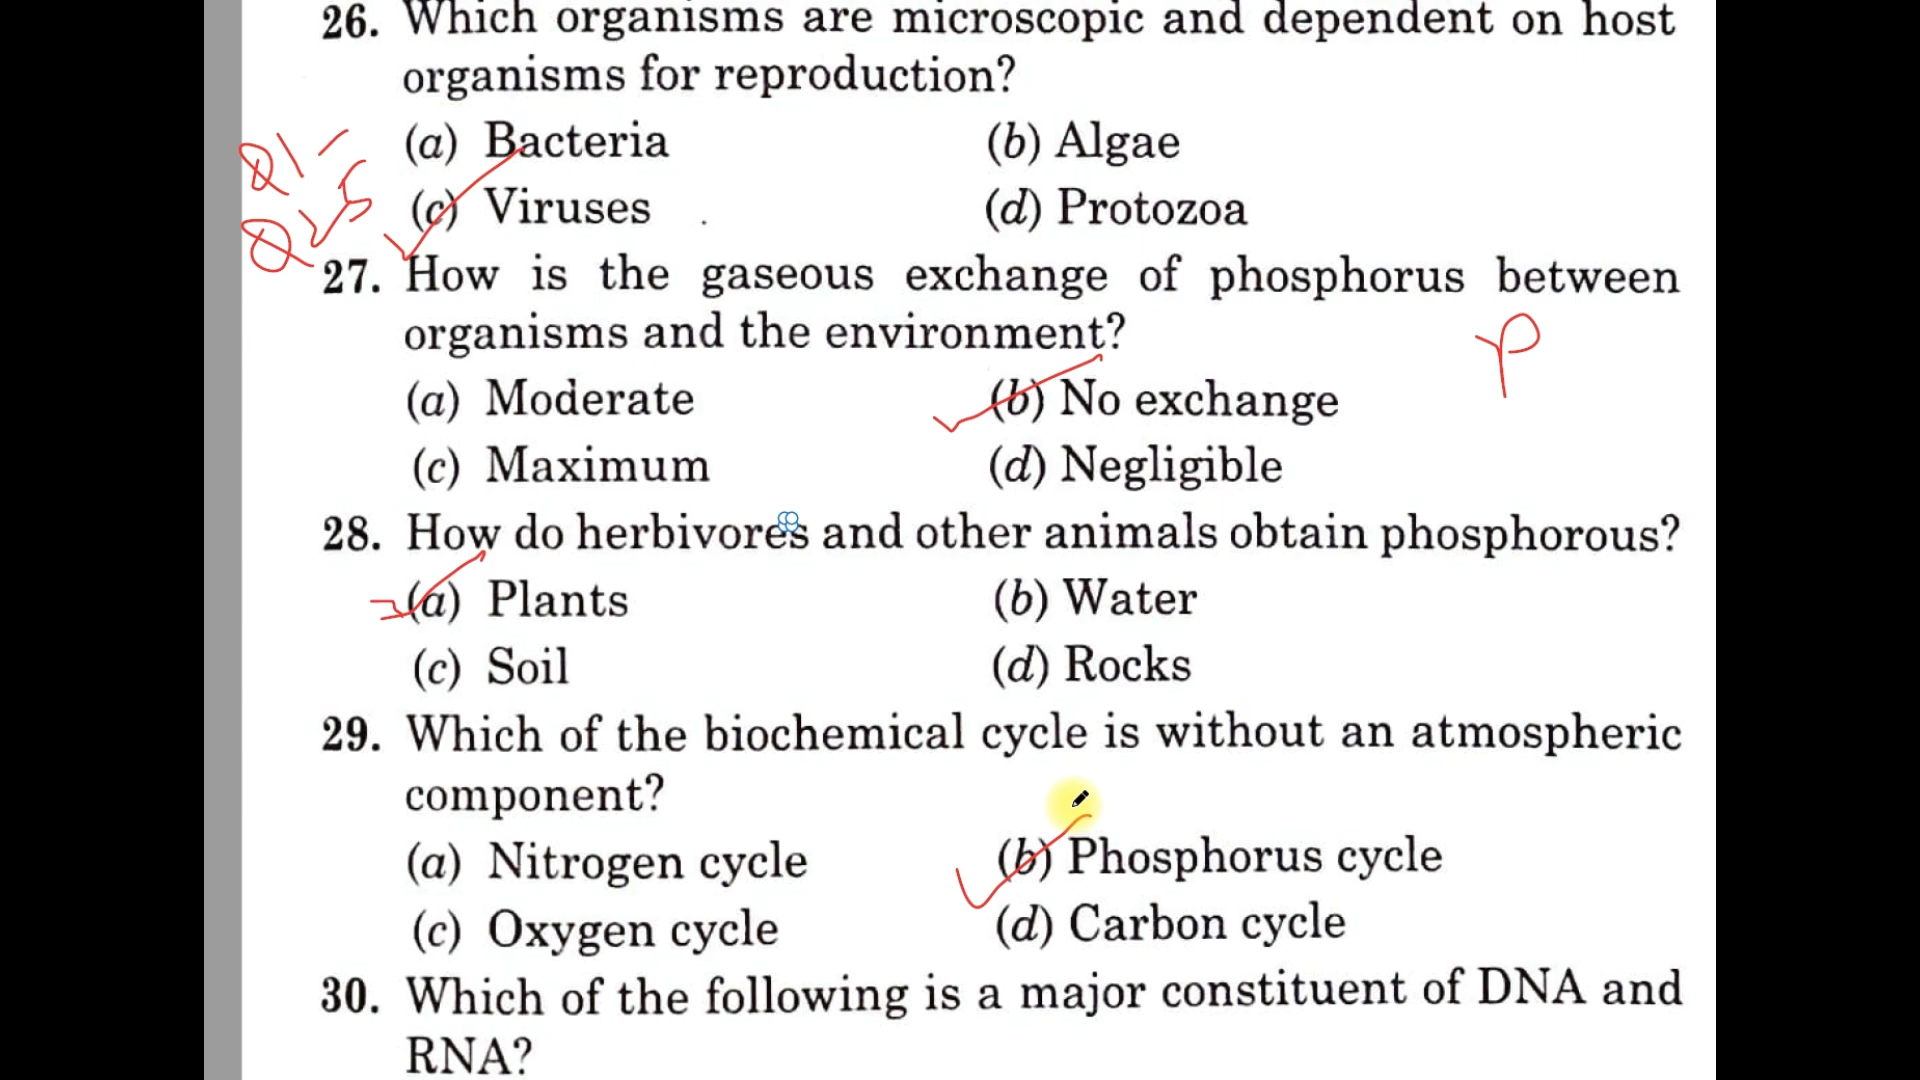 26. Which organisms are microscopic and dependent on host
organisms for reproduction?
(a) Bacteria (b) Algae
Q1-
Q25
(c) Viruses (d) Protozoa
27. How is the gaseous exchange of phosphorus between
organisms and the environment?
P
(a) Moderate (b) No exchange
(c) Maximum (d) Negligible
28. How do herbivores and other animals obtain phosphorous?
(a) Plants (b) Water
(c) Soil (d) Rocks
29. Which of the biochemical cycle is without an atmospheric
component?
(a) Nitrogen cycle (b) Phosphorus cycle
(c) Oxygen cycle (d) Carbon cycle
30. Which of the following is a major constituent of DNA and
RNA?